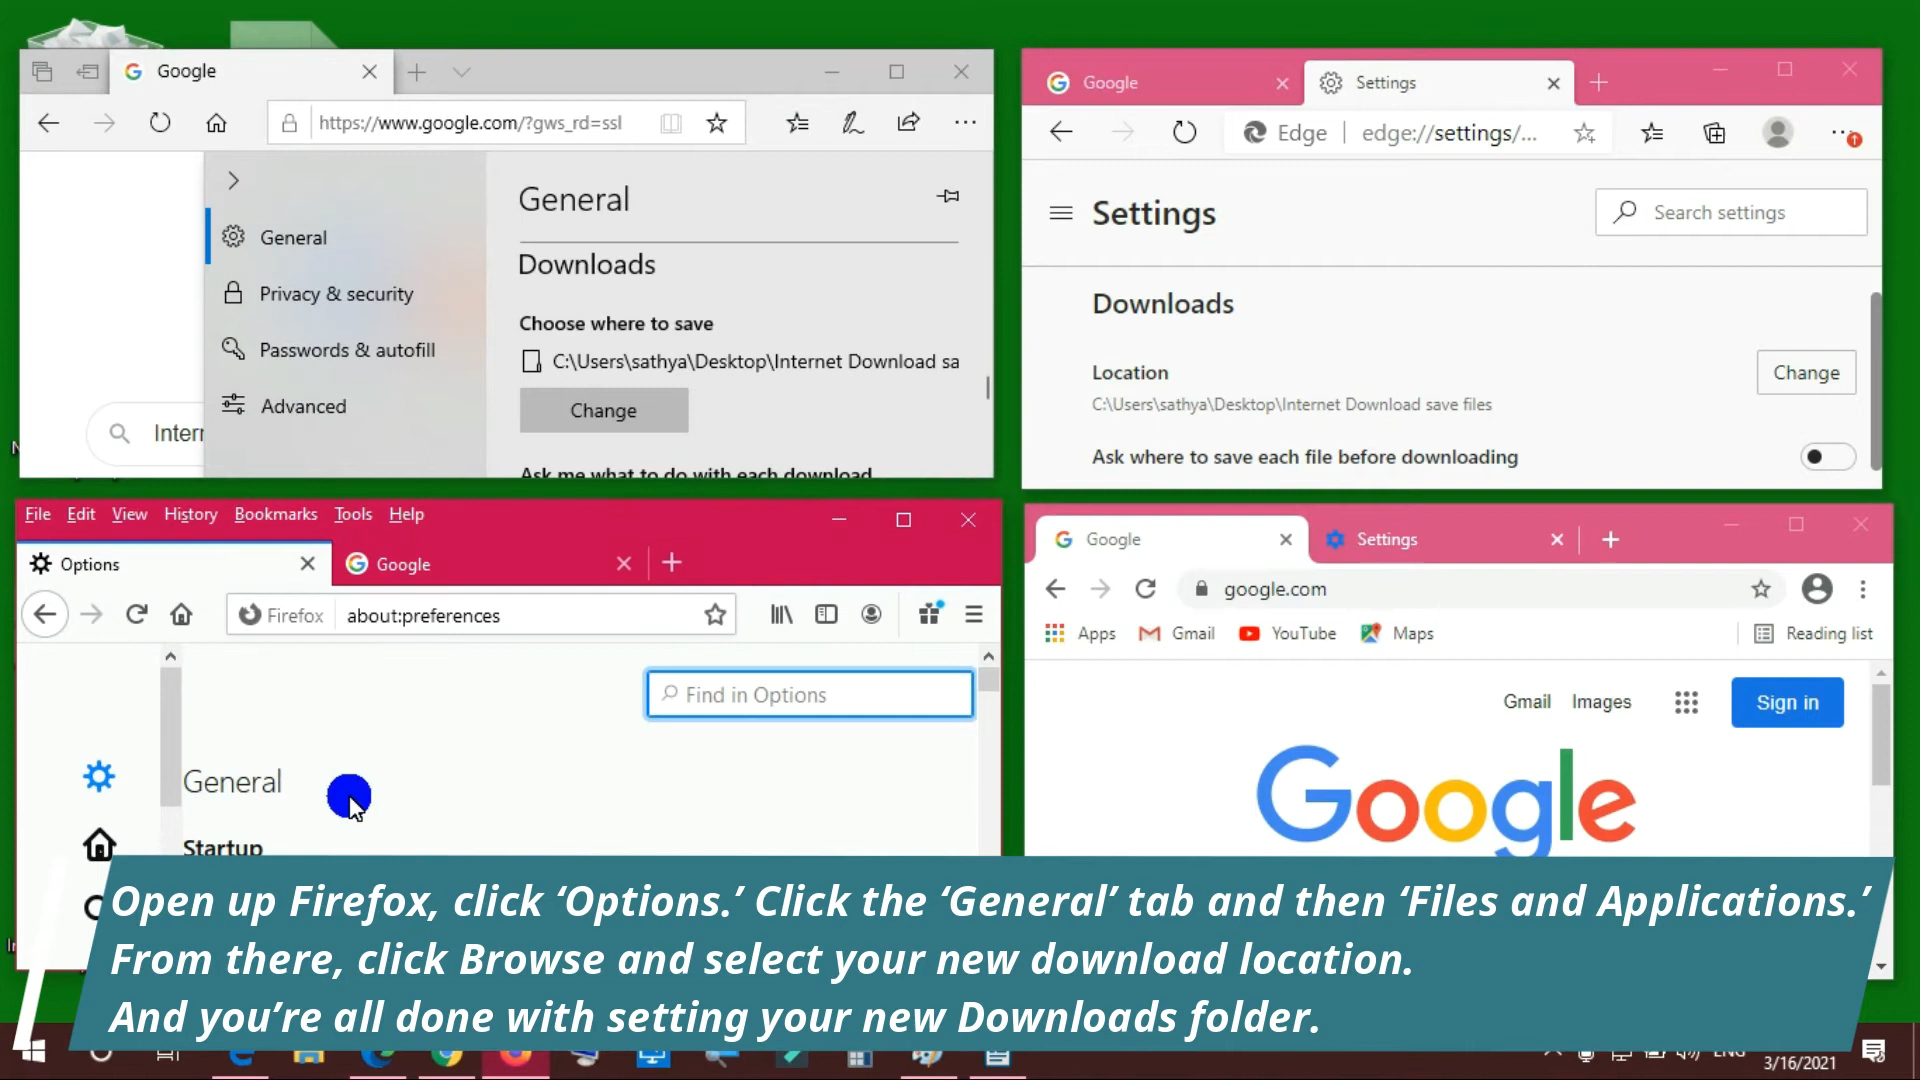 Google
https://www.google.com/?gws_rd=ssl
General
Privacy & security
Passwords & autofill
Advanced
Intern
General
Downloads
Choose where to save
C:\Users\sathya\Desktop\Internet Download sa
Change
Ask me what to do with each download
Google
Settings
Edge
edge://settings/...
Settings
Search settings
Downloads
Location
C:\Users\sathya\Desktop\Internet Download save files
Change
Ask where to save each file before downloading
File Edit View History Bookmarks Tools Help
Options
Google
Firefox
about:preferences
Find in Options
General
Startup
Google
Settings
google.com
Apps
Gmail
YouTube
Maps
Reading list
Gmail Images
Sign in
Google
Open up Firefox, click ‘Options.’ Click the ‘General’ tab and then ‘Files and Applications.’
From there, click Browse and select your new download location.
And you’re all done with setting your new Downloads folder.
ENG
3/16/2021